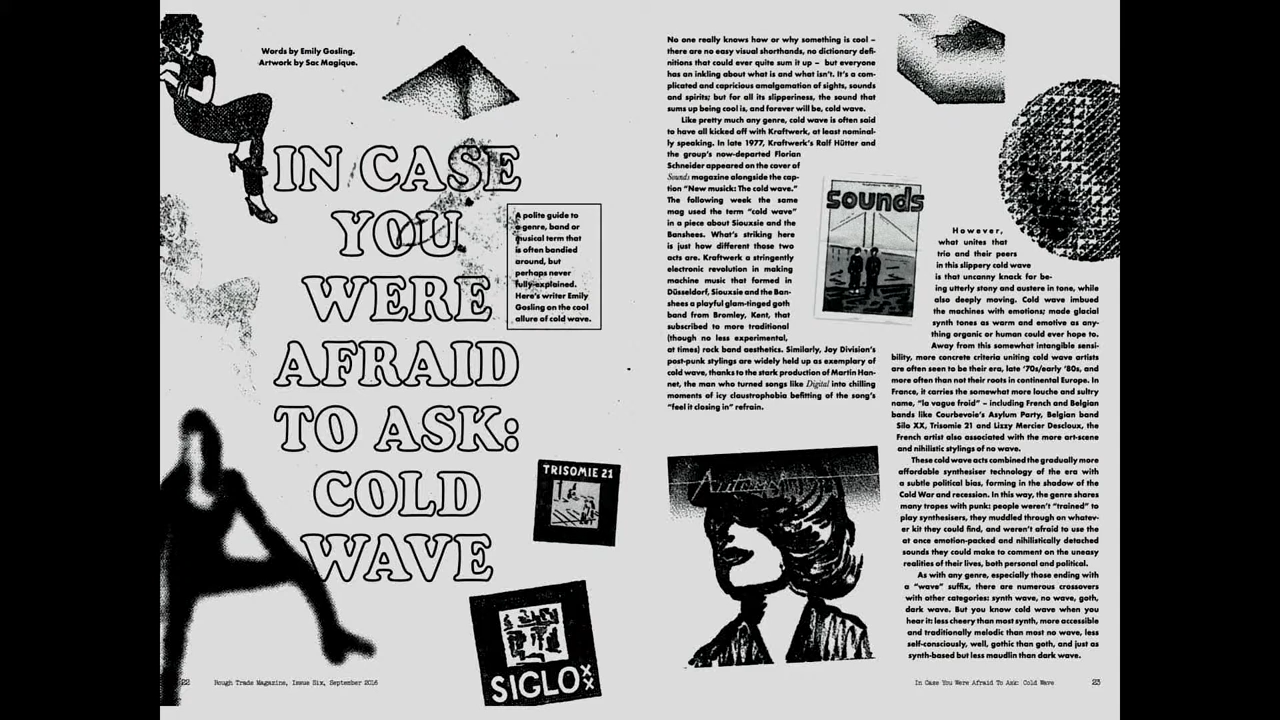 Words by Emily Gosling.
Artwork by Sac Magique.
IN CASE
YOU
WERE
AFRAID
TO ASK:
COLD
WAVE
A polite guide to
a genre, band or
musical term that
is often bandied
around, but
perhaps never
fully-explained.
Here's writer Emily
Gosling on the cool
allure of cold wave.
TRISOMIE 21
SIGLO XX
22
Rough Trade Magazine, Issue Six, September 2016
No one really knows how or why something is cool –
there are no easy visual shorthands, no dictionary defi-
nitions that could ever quite sum it up – but everyone
has an inkling about what is and what isn't. It's a com-
plicated and capricious amalgamation of sights, sounds
and spirits; but for all its slipperiness, the sound that
sums up being cool is, and forever will be, cold wave.
Like pretty much any genre, cold wave is often said
to have all kicked off with Kraftwerk, at least nominal-
ly speaking. In late 1977, Kraftwerk's Ralf Hütter and
the group's now-departed Florian
Schneider appeared on the cover of
Sounds magazine alongside the cap-
tion "New musick: The cold wave."
The following week the same
mag used the term "cold wave"
in a piece about Siouxsie and the
Banshees. What's striking here
is just how different those two
acts are. Kraftwerk a stringently
electronic revolution in making
machine music that formed in
Düsseldorf, Siouxsie and the Ban-
shees a playful glam-tinged goth
band from Bromley, Kent, that
subscribed to more traditional
(though no less experimental,
at times) rock band aesthetics. Similarly, Joy Division's
post-punk stylings are widely held up as exemplary of
cold wave, thanks to the stark production of Martin Han-
net, the man who turned songs like Digital into chilling
moments of icy claustrophobia befitting of the song's
"feel it closing in" refrain.
sounds
However,
what unites that
trio and their peers
in this slippery cold wave
is that uncanny knack for be-
ing utterly stony and austere in tone, while
also deeply moving. Cold wave imbued
the machines with emotions; made glacial
synth tones as warm and emotive as any-
thing organic or human could ever hope to.
Away from this somewhat intangible sensi-
bility, more concrete criteria uniting cold wave artists
are often seen to be their era, late '70s/early '80s, and
more often than not their roots in continental Europe. In
France, it carries the somewhat more louche and sultry
name, "la vague froid" – including French and Belgian
bands like Courbevoie's Asylum Party, Belgian band
Silo XX, Trisomie 21 and Lizzy Mercier Descloux, the
French artist also associated with the more art-scene
and nihilistic stylings of no wave.
These cold wave acts combined the gradually more
affordable synthesiser technology of the era with
a subtle political bias, forming in the shadow of the
Cold War and recession. In this way, the genre shares
many tropes with punk: people weren't "trained" to
play synthesisers, they muddled through on whatev-
er kit they could find, and weren't afraid to use the
at once emotion-packed and nihilistically detached
sounds they could make to comment on the uneasy
realities of their lives, both personal and political.
As with any genre, especially those ending with
a "wave" suffix, there are numerous crossovers
with other categories: synth wave, no wave, goth,
dark wave. But you know cold wave when you
hear it: less cheery than most synth, more accessible
and traditionally melodic than most no wave, less
self-consciously, well, gothic than goth, and just as
synth-based but less maudlin than dark wave.
In Case You Were Afraid To Ask: Cold Wave
23